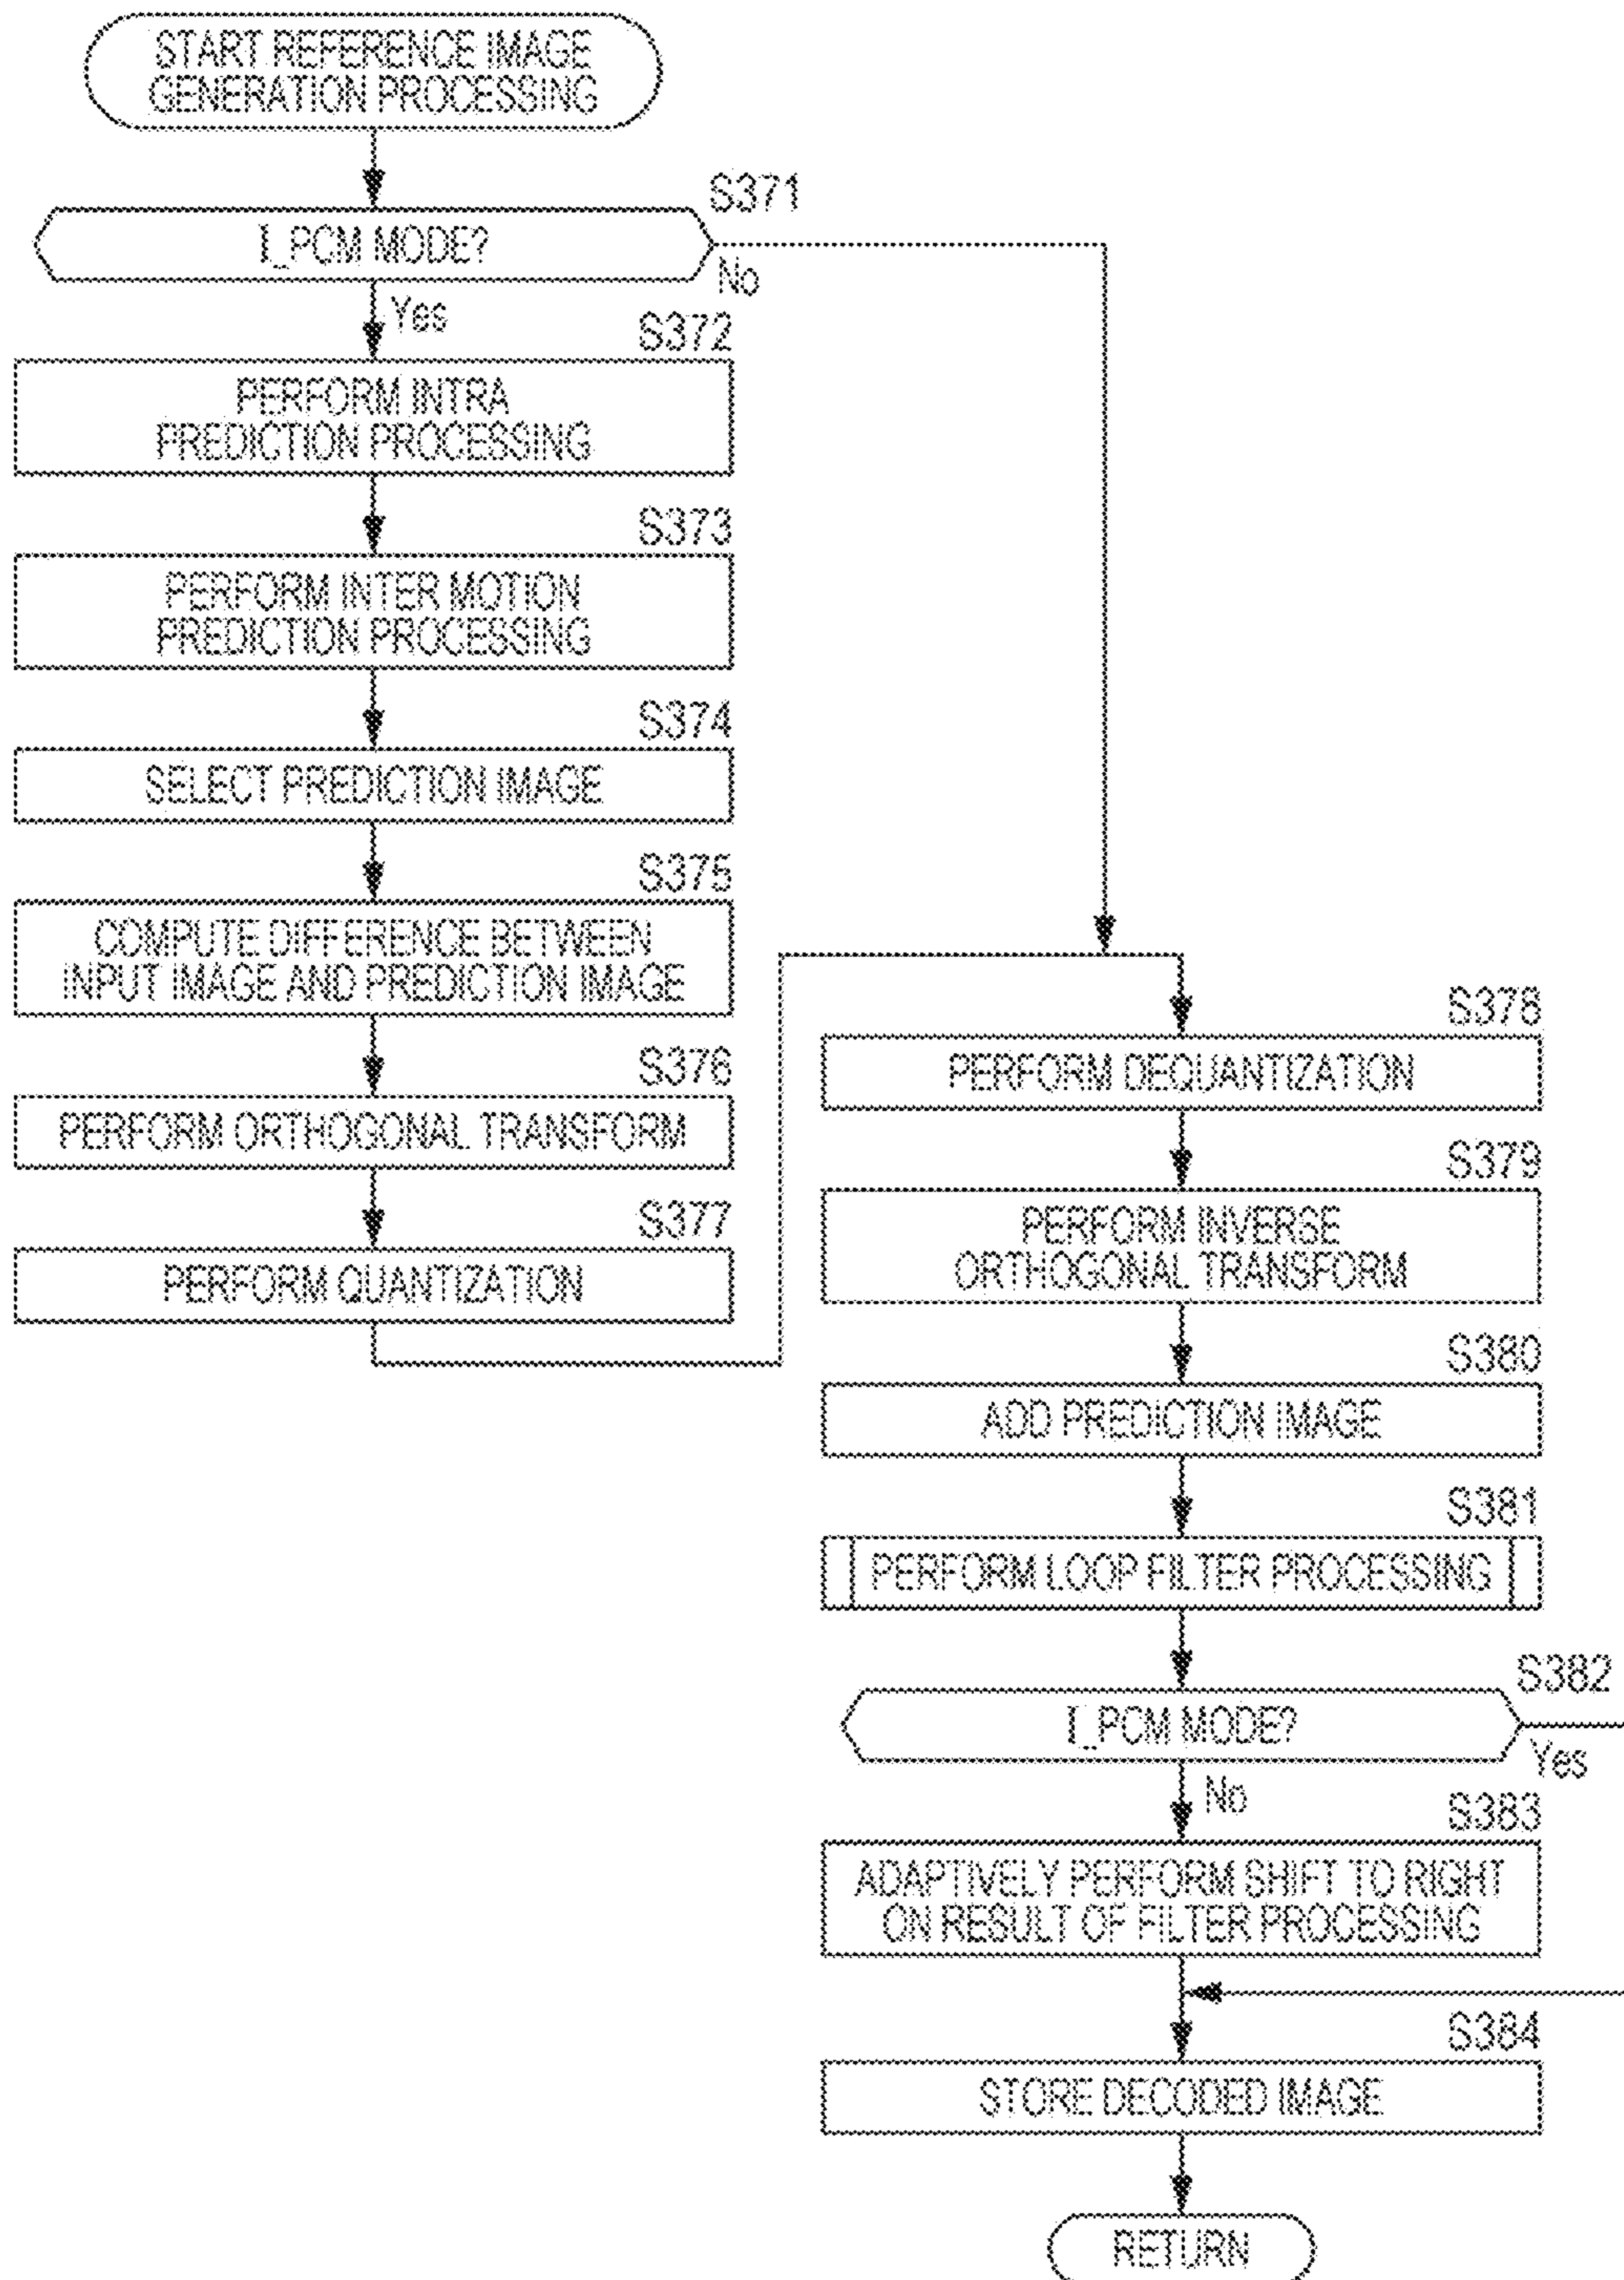 START REFERENCE IMAGE
GENERATION PROCESSING
S371
I_PCM MODE?
No
Yes
S372
PERFORM INTRA
PREDICTION PROCESSING
S373
PERFORM INTER MOTION
PREDICTION PROCESSING
S374
SELECT PREDICTION IMAGE
S375
COMPUTE DIFFERENCE BETWEEN
INPUT IMAGE AND PREDICTION IMAGE
S376
PERFORM ORTHOGONAL TRANSFORM
S377
PERFORM QUANTIZATION
S378
PERFORM DEQUANTIZATION
S379
PERFORM INVERSE
ORTHOGONAL TRANSFORM
S380
ADD PREDICTION IMAGE
S381
PERFORM LOOP FILTER PROCESSING
S382
I_PCM MODE?
Yes
No
S383
ADAPTIVELY PERFORM SHIFT TO RIGHT
ON RESULT OF FILTER PROCESSING
S384
STORE DECODED IMAGE
RETURN